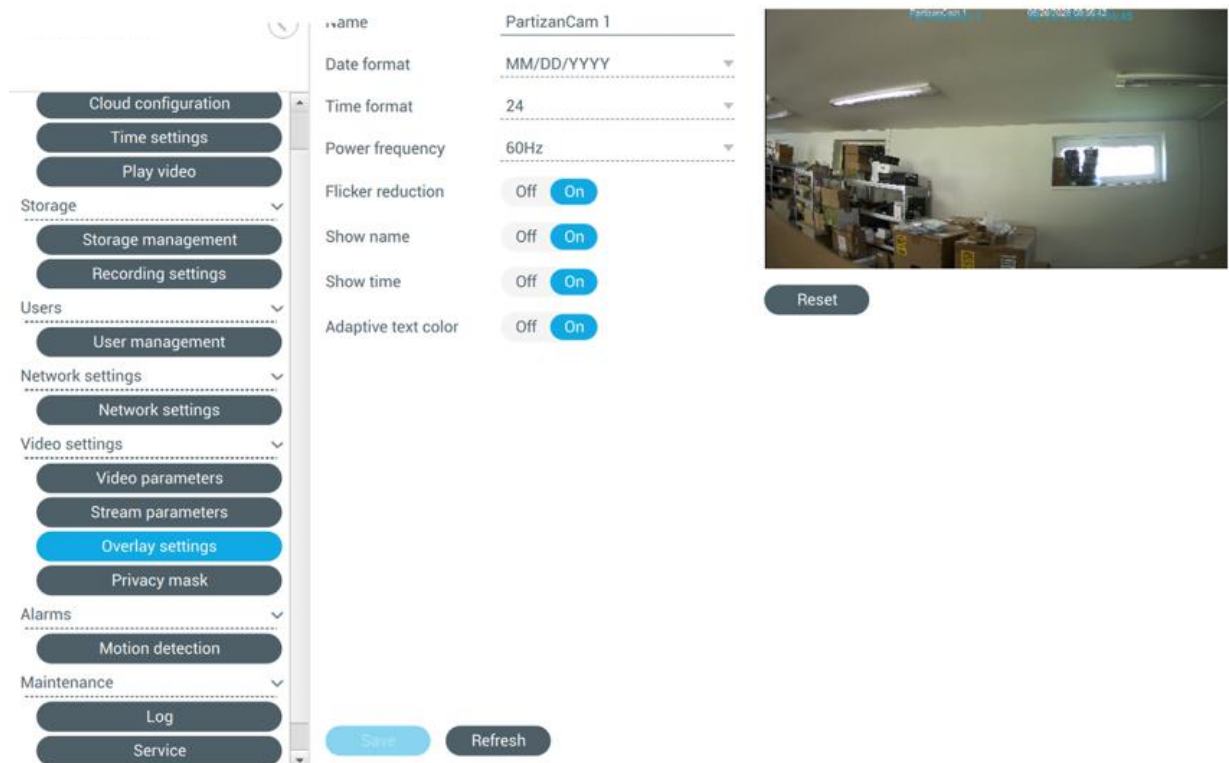 Name PartizanCam 1
Date format MM/DD/YYYY
Cloud configuration
Time format 24
Time settings
Power frequency 60Hz
Play video
Flicker reduction Off On
Storage
Show name Off On
Storage management
Recording settings
Show time Off On
Reset
Users
Adaptive text color Off On
User management
Network settings
Network settings
Video settings
Video parameters
Stream parameters
Overlay settings
Privacy mask
Alarms
Motion detection
Maintenance
Log
Save Refresh
Service